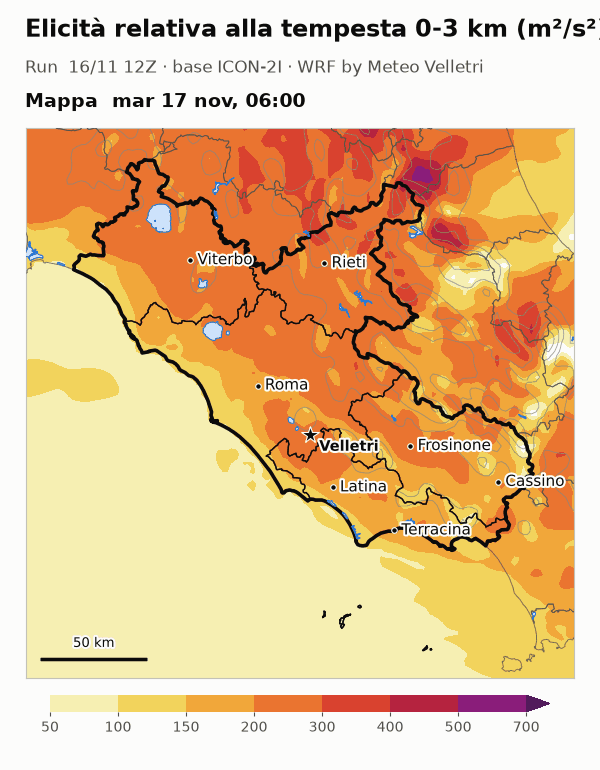 Elicità relativa alla tempesta 0-3 km (m²/s²)
Run 16/11 12Z · base ICON-2I · WRF by Meteo Velletri
Mappa mar 17 nov, 06:00
Viterbo
Rieti
Roma
Velletri
Frosinone
Cassino
Latina
Terracina
50 km
50 100 150 200 300 400 500 700